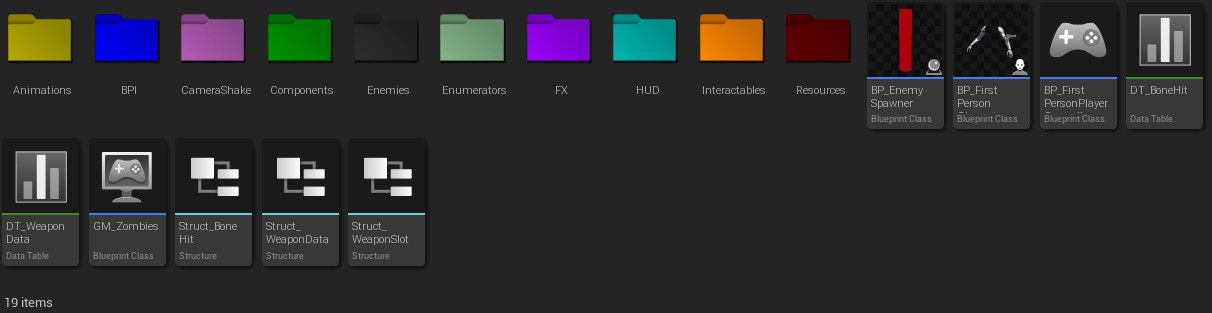 Animations
BPI
CameraShake
Components
Enemies
Enumerators
FX
HUD
Interactables
Resources
BP_Enemy
Spawner
Blueprint Class
BP_First
Person
Blueprint Class
BP_First
PersonPlayer
Blueprint Class
DT_BoneHit
Data Table
DT_Weapon
Data
Data Table
GM_Zombies
Blueprint Class
Struct_Bone
Hit
Structure
Struct_
WeaponData
Structure
Struct_
WeaponSlot
Structure
19 items